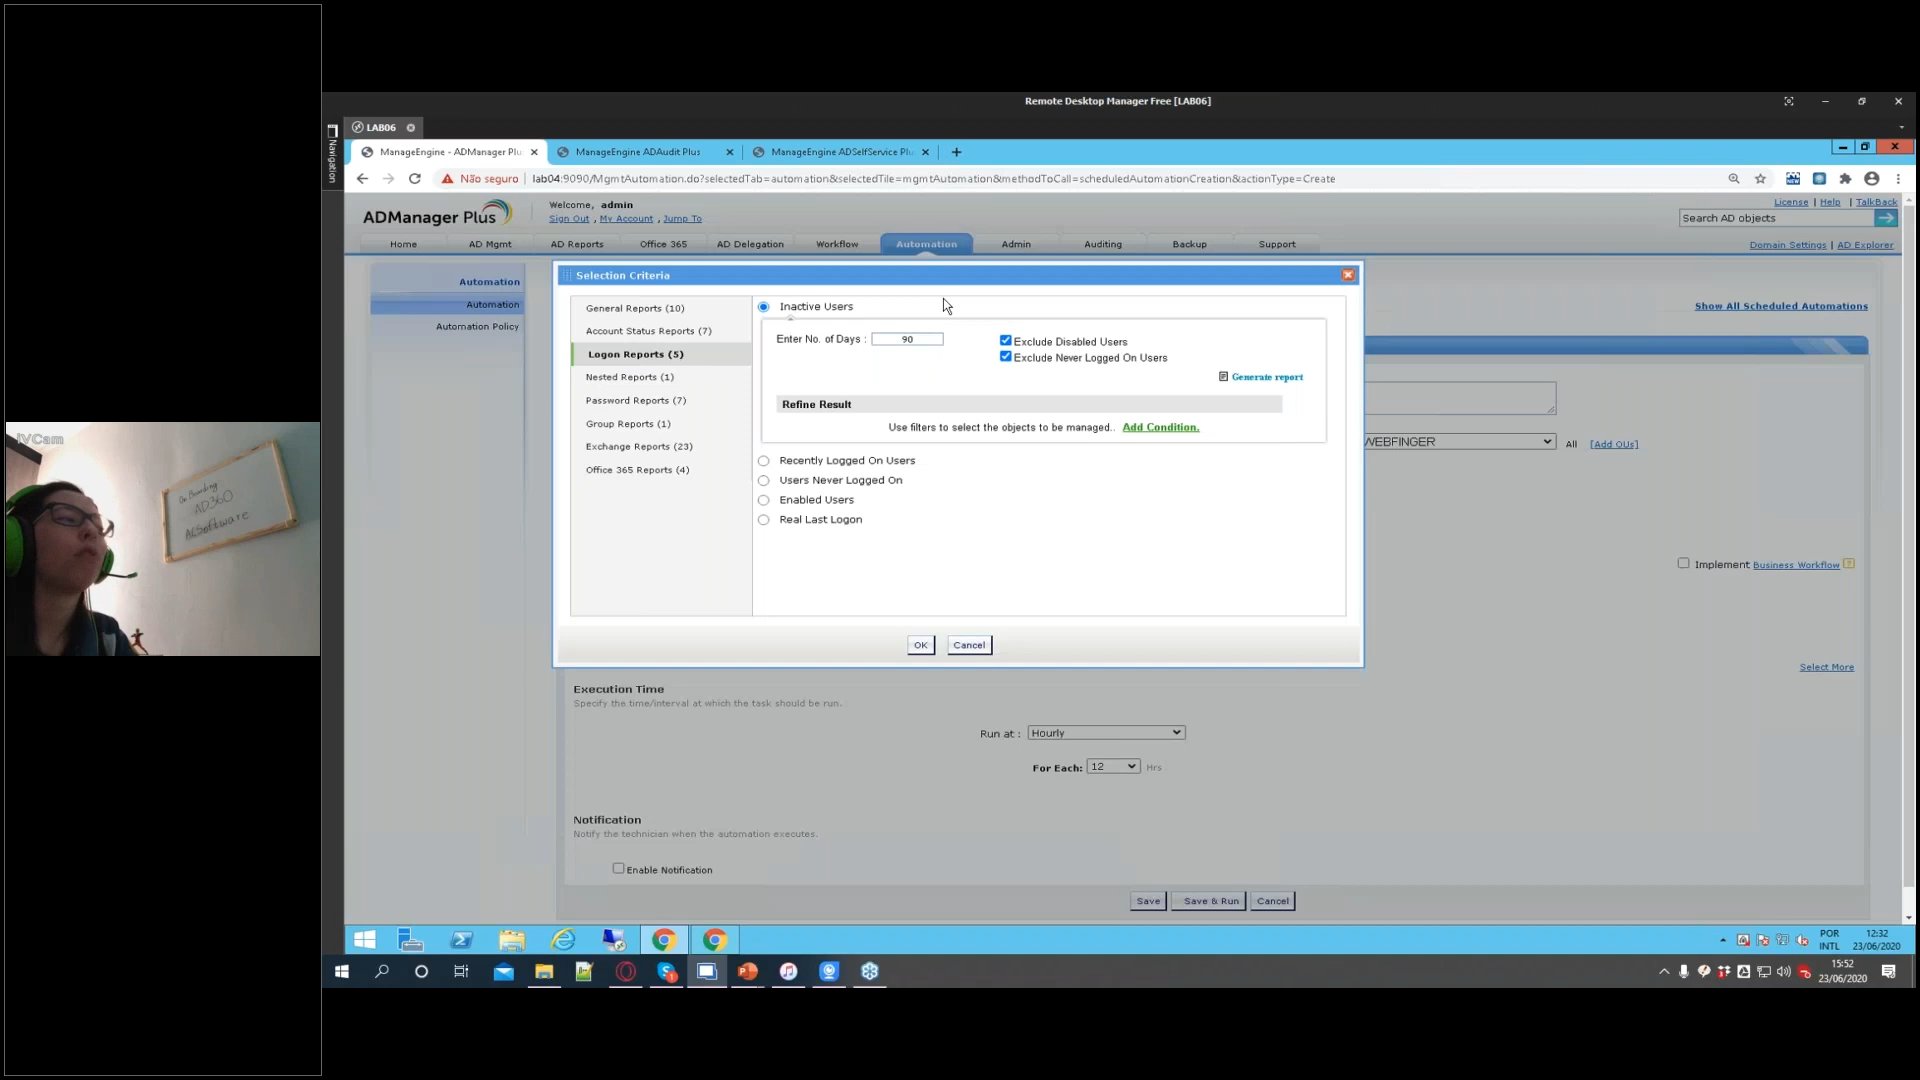 Remote Desktop Manager Free [LAB06]
LAB06
Navigation
ManageEngine - ADManager Plu
ManageEngine ADAudit Plus
ManageEngine ADSelfService Plu
Não seguro
lab04:9090/MgmtAutomation.do?selectedTab=automation&selectedTile=mgmtAutomation&methodToCall=scheduledAutomationCreation&actionType=Create
ADManager Plus
Welcome, admin
Sign Out , My Account , Jump To
License | Help | TalkBack
Search AD objects
Home
AD Mgmt
AD Reports
Office 365
AD Delegation
Workflow
Automation
Admin
Auditing
Backup
Support
Domain Settings | AD Explorer
Automation
Automation
Automation Policy
Show All Scheduled Automations
Selection Criteria
General Reports (10)
Account Status Reports (7)
Logon Reports (5)
Nested Reports (1)
Password Reports (7)
Group Reports (1)
Exchange Reports (23)
Office 365 Reports (4)
Inactive Users
Enter No. of Days : 90
Exclude Disabled Users
Exclude Never Logged On Users
Generate report
Refine Result
Use filters to select the objects to be managed.. Add Condition.
Recently Logged On Users
Users Never Logged On
Enabled Users
Real Last Logon
OK
Cancel
WEBFINGER
All
[Add OUs]
Implement Business Workflow
Select More
Execution Time
Specify the time/interval at which the task should be run.
Run at : Hourly
For Each: 12 Hrs
Notification
Notify the technician when the automation executes.
Enable Notification
Save
Save & Run
Cancel
POR
INTL
12:32
23/06/2020
15:52
23/06/2020
iVCam
On Boarding
AD360
ACSoftware